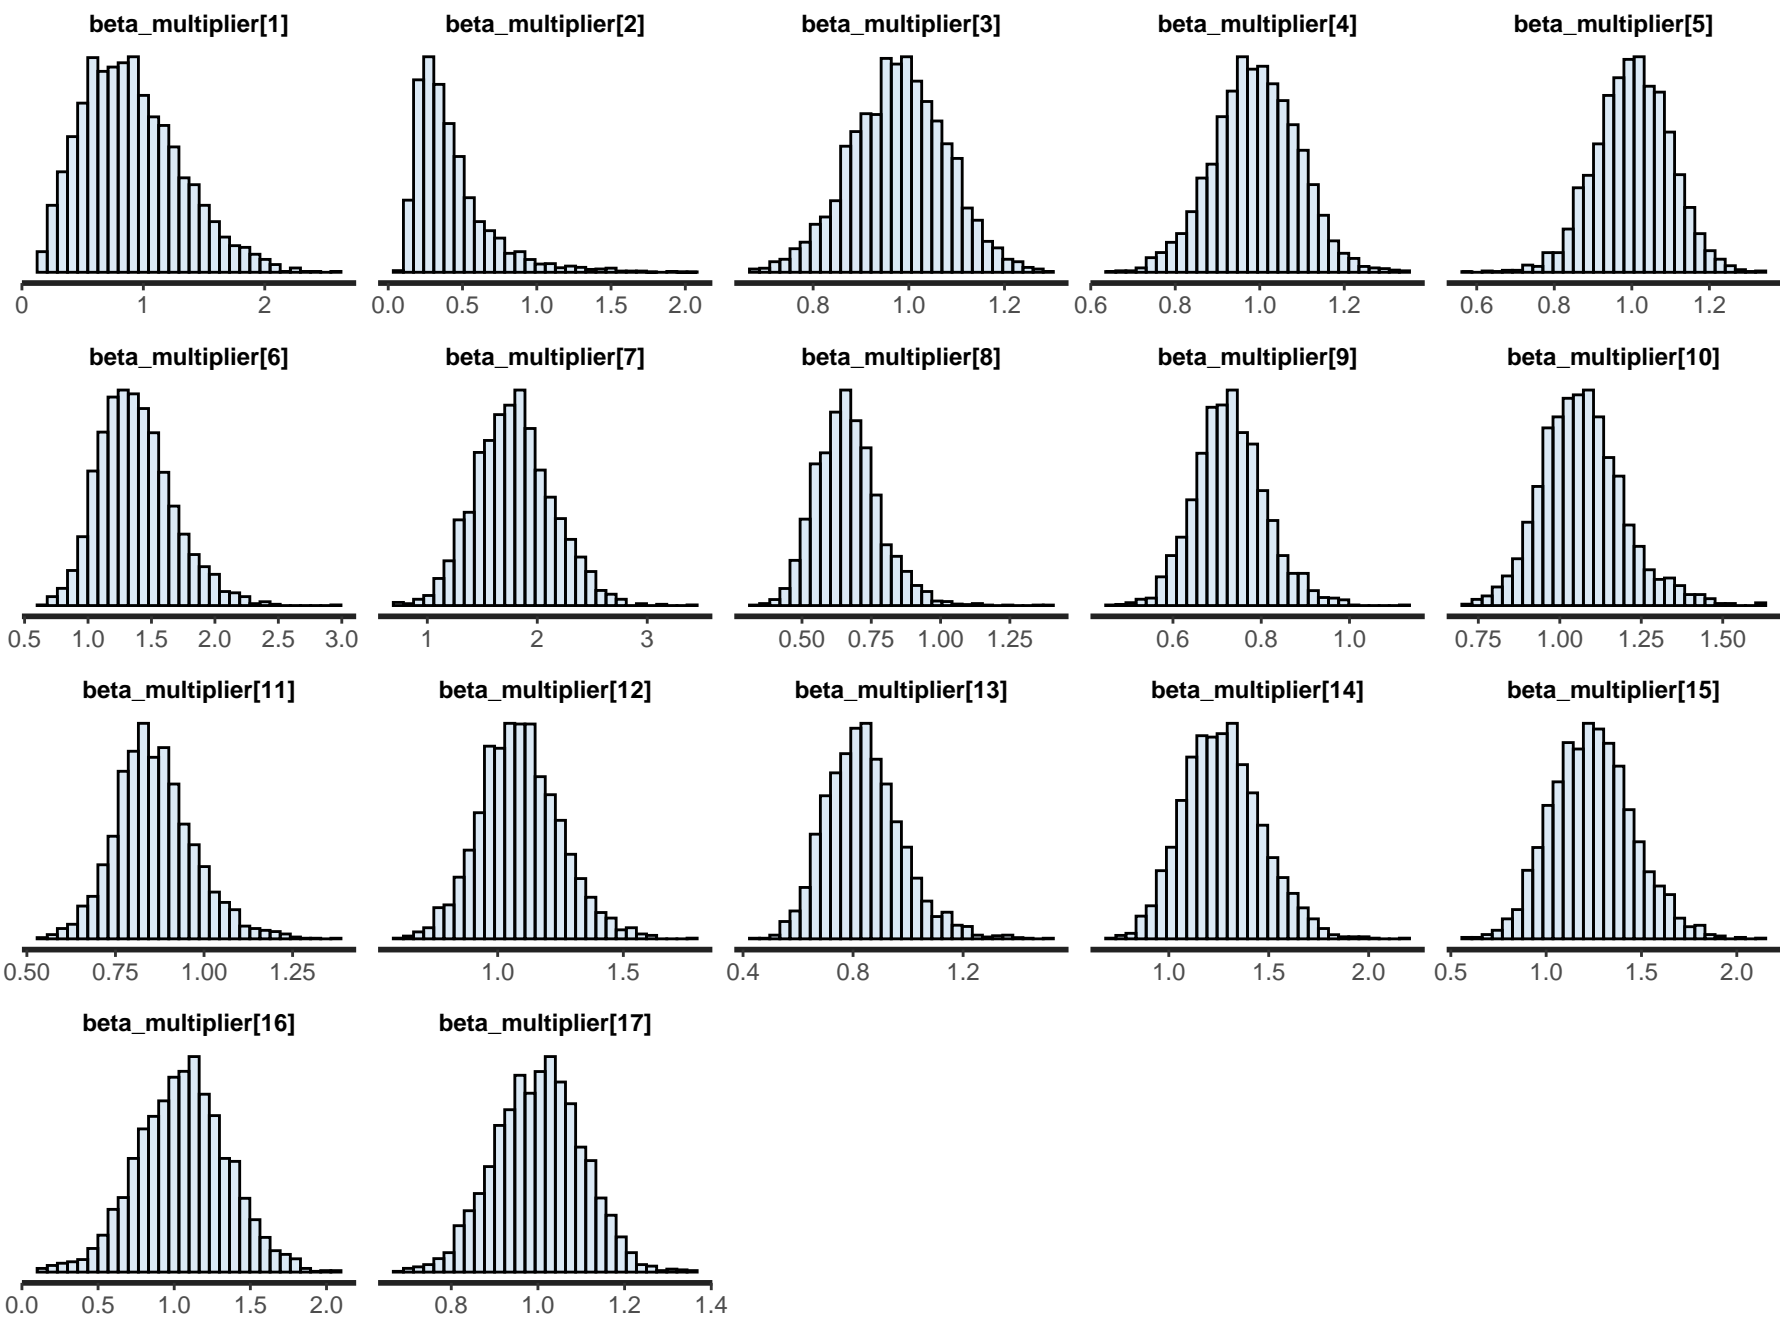 beta_multiplier[1] beta_multiplier[2] beta_multiplier[3] beta_multiplier[4] beta_multiplier[5]
0 1 2 0.0 0.5 1.0 1.5 2.0 0.8 1.0 1.2 0.6 0.8 1.0 1.2 0.6 0.8 1.0 1.2
beta_multiplier[6] beta_multiplier[7] beta_multiplier[8] beta_multiplier[9] beta_multiplier[10]
0.5 1.0 1.5 2.0 2.5 3.0 1 2 3 0.50 0.75 1.00 1.25 0.6 0.8 1.0 0.75 1.00 1.25 1.50
beta_multiplier[11] beta_multiplier[12] beta_multiplier[13] beta_multiplier[14] beta_multiplier[15]
0.50 0.75 1.00 1.25 1.0 1.5 0.4 0.8 1.2 1.0 1.5 2.0 0.5 1.0 1.5 2.0
beta_multiplier[16] beta_multiplier[17]
0.0 0.5 1.0 1.5 2.0 0.8 1.0 1.2 1.4